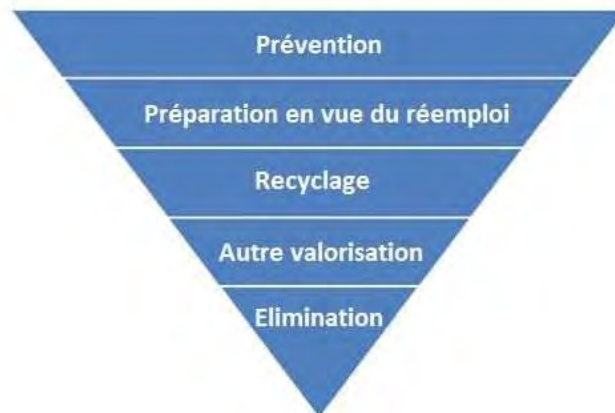 Prévention
Préparation en vue du réemploi
Recyclage
Autre valorisation
Elimination